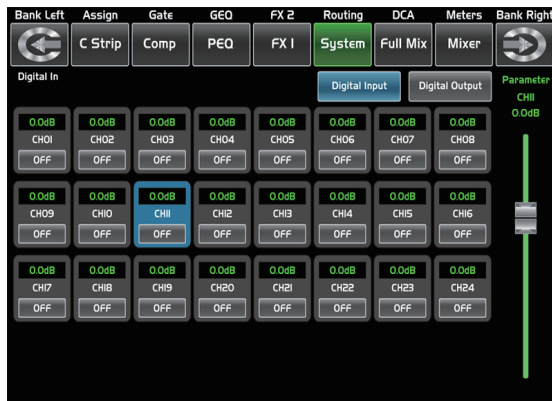 Bank Left Assign Gate GEQ FX 2 Routing DCA Meters Bank Right
C Strip Comp PEQ FX 1 System Full Mix Mixer
Digital In Digital Input Digital Output Parameter
CH11
0.0dB
0.0dB 0.0dB 0.0dB 0.0dB 0.0dB 0.0dB 0.0dB 0.0dB
CH01 CH02 CH03 CH04 CH05 CH06 CH07 CH08
OFF OFF OFF OFF OFF OFF OFF OFF
0.0dB 0.0dB 0.0dB 0.0dB 0.0dB 0.0dB 0.0dB 0.0dB
CH09 CH10 CH11 CH12 CH13 CH14 CH15 CH16
OFF OFF OFF OFF OFF OFF OFF OFF
0.0dB 0.0dB 0.0dB 0.0dB 0.0dB 0.0dB 0.0dB 0.0dB
CH17 CH18 CH19 CH20 CH21 CH22 CH23 CH24
OFF OFF OFF OFF OFF OFF OFF OFF